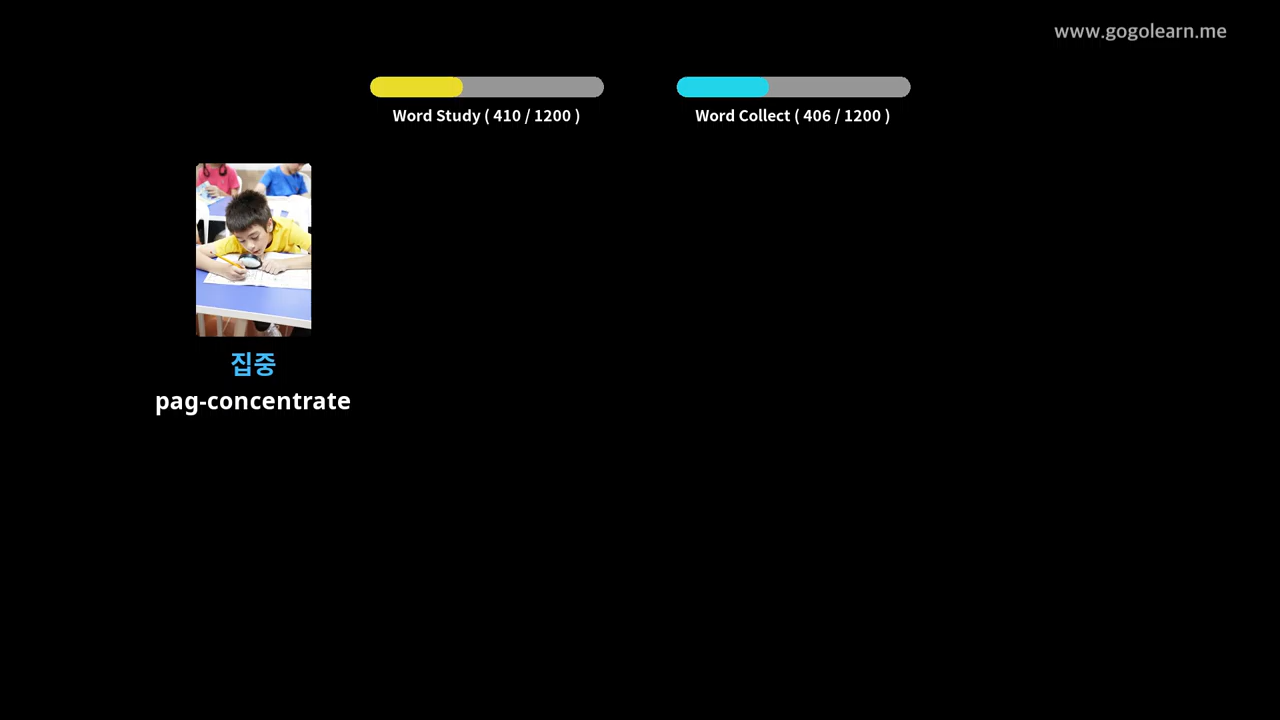 www.gogolearn.me
Word Study ( 410 / 1200 )
Word Collect ( 406 / 1200 )
집중
pag-concentrate